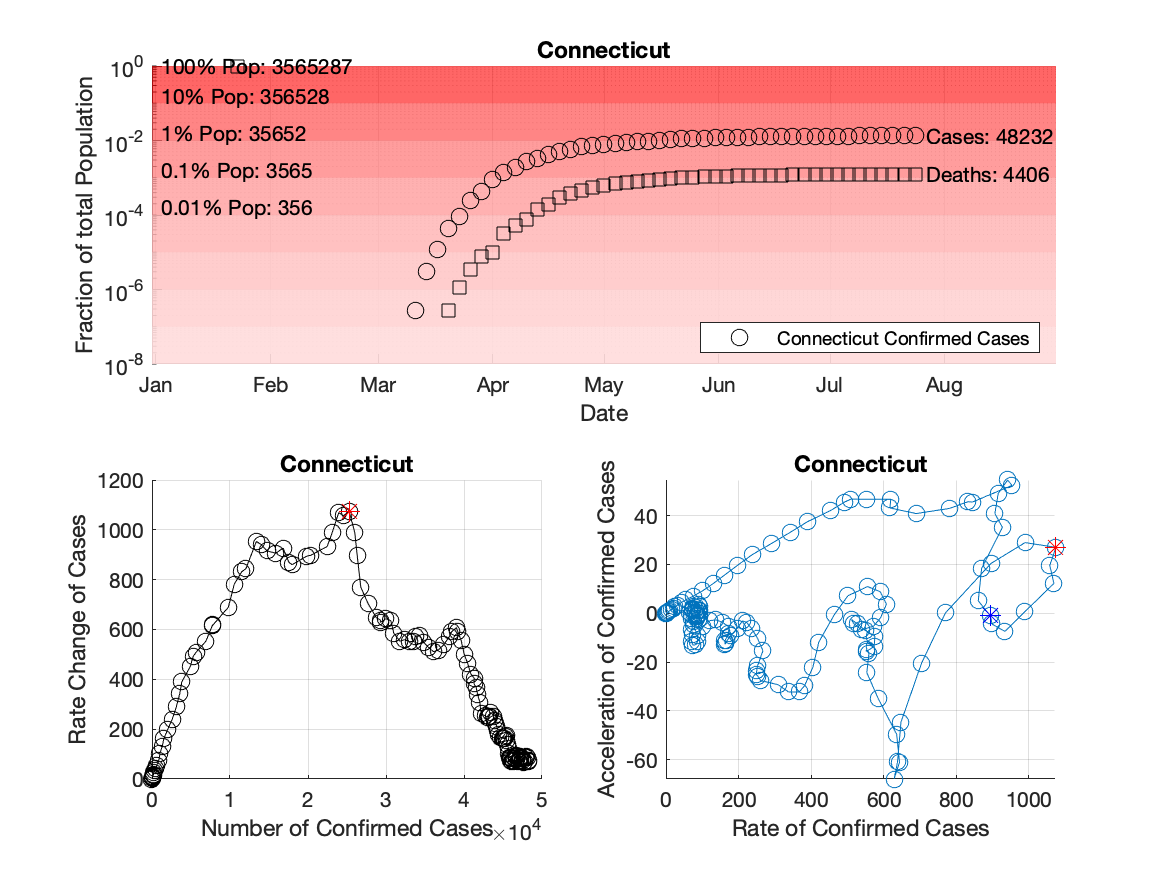 Connecticut
Fraction of total Population
10^0
10^-2
10^-4
10^-6
10^-8
100% Pop: 3565287
10% Pop: 356528
1% Pop: 35652
0.1% Pop: 3565
0.01% Pop: 356
Cases: 48232
Deaths: 4406
Connecticut Confirmed Cases
Jan Feb Mar Apr May Jun Jul Aug
Date
Connecticut
Rate Change of Cases
1200
1000
800
600
400
200
0
0 1 2 3 4 5
Number of Confirmed Cases ×10^4
Connecticut
Acceleration of Confirmed Cases
40
20
0
-20
-40
-60
0 200 400 600 800 1000
Rate of Confirmed Cases